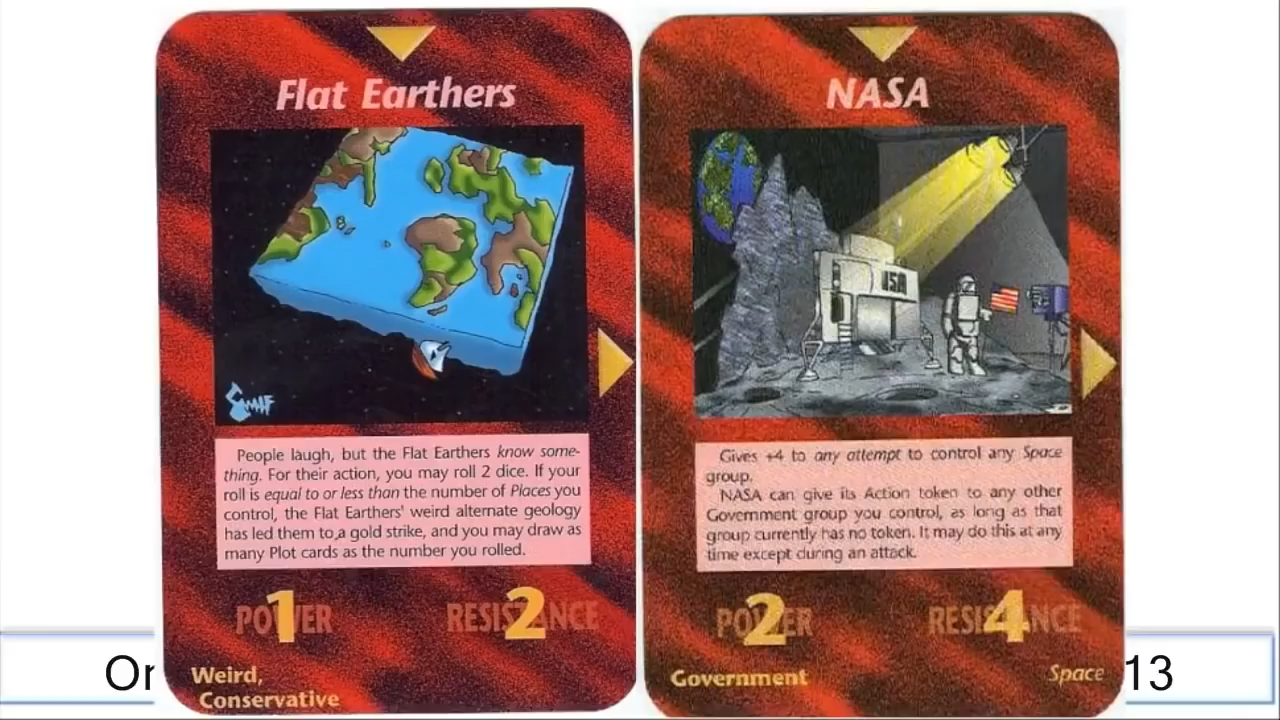 Flat Earthers
People laugh, but the Flat Earthers know some-
thing. For their action, you may roll 2 dice. If your
roll is equal to or less than the number of Places you
control, the Flat Earthers' weird alternate geology
has led them to a gold strike, and you may draw as
many Plot cards as the number you rolled.
POWER 1 RESISTANCE 2
Weird,
Conservative
NASA
USA
Gives +4 to any attempt to control any Space
group.
NASA can give its Action token to any other
Government group you control, as long as that
group currently has no token. It may do this at any
time except during an attack.
POWER 2 RESISTANCE 4
Government Space
Or
13